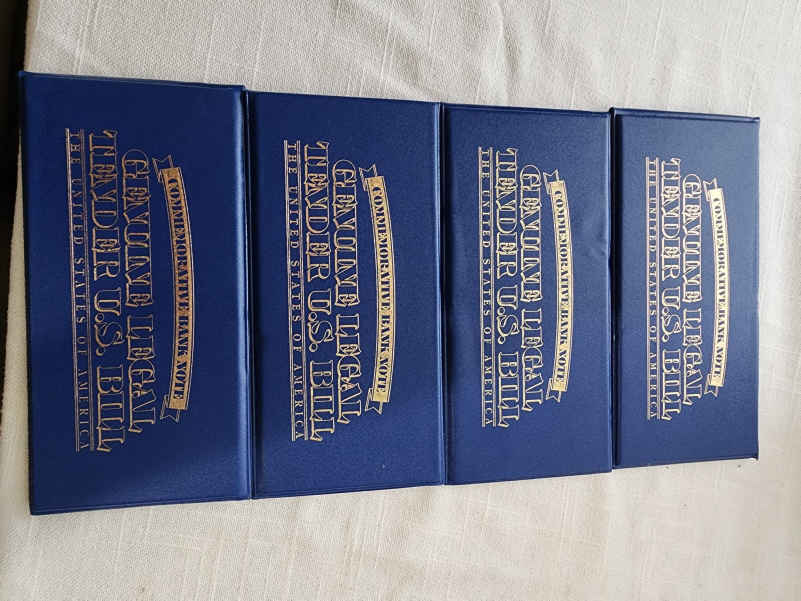 COMMEMORATIVE BANK NOTE
GENUINE LEGAL
TENDER U.S. BILL
THE UNITED STATES OF AMERICA
COMMEMORATIVE BANK NOTE
GENUINE LEGAL
TENDER U.S. BILL
THE UNITED STATES OF AMERICA
COMMEMORATIVE BANK NOTE
GENUINE LEGAL
TENDER U.S. BILL
THE UNITED STATES OF AMERICA
COMMEMORATIVE BANK NOTE
GENUINE LEGAL
TENDER U.S. BILL
THE UNITED STATES OF AMERICA